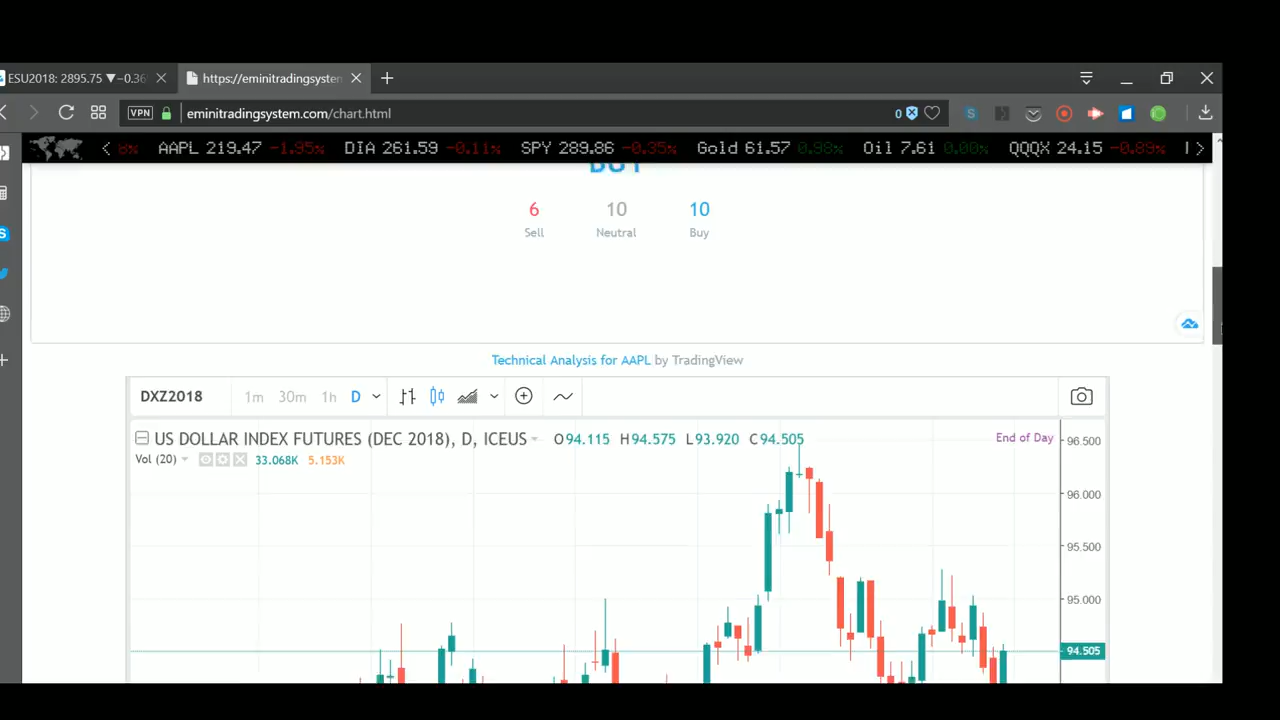 ESU2018: 2895.75 ▼−0.36
https://eminitradingsystem
VPN eminitradingsystem.com/chart.html 0
8% AAPL 219.47 -1.95% DIA 261.59 -0.11% SPY 289.86 -0.35% Gold 61.57 0.98% Oil 7.61 0.00% QQQX 24.15 -0.89%
BUY
6 10 10
Sell Neutral Buy
Technical Analysis for AAPL by TradingView
DXZ2018 1m 30m 1h D
US DOLLAR INDEX FUTURES (DEC 2018), D, ICEUS O94.115 H94.575 L93.920 C94.505 End of Day
Vol (20) 33.068K 5.153K
96.500
96.000
95.500
95.000
94.505